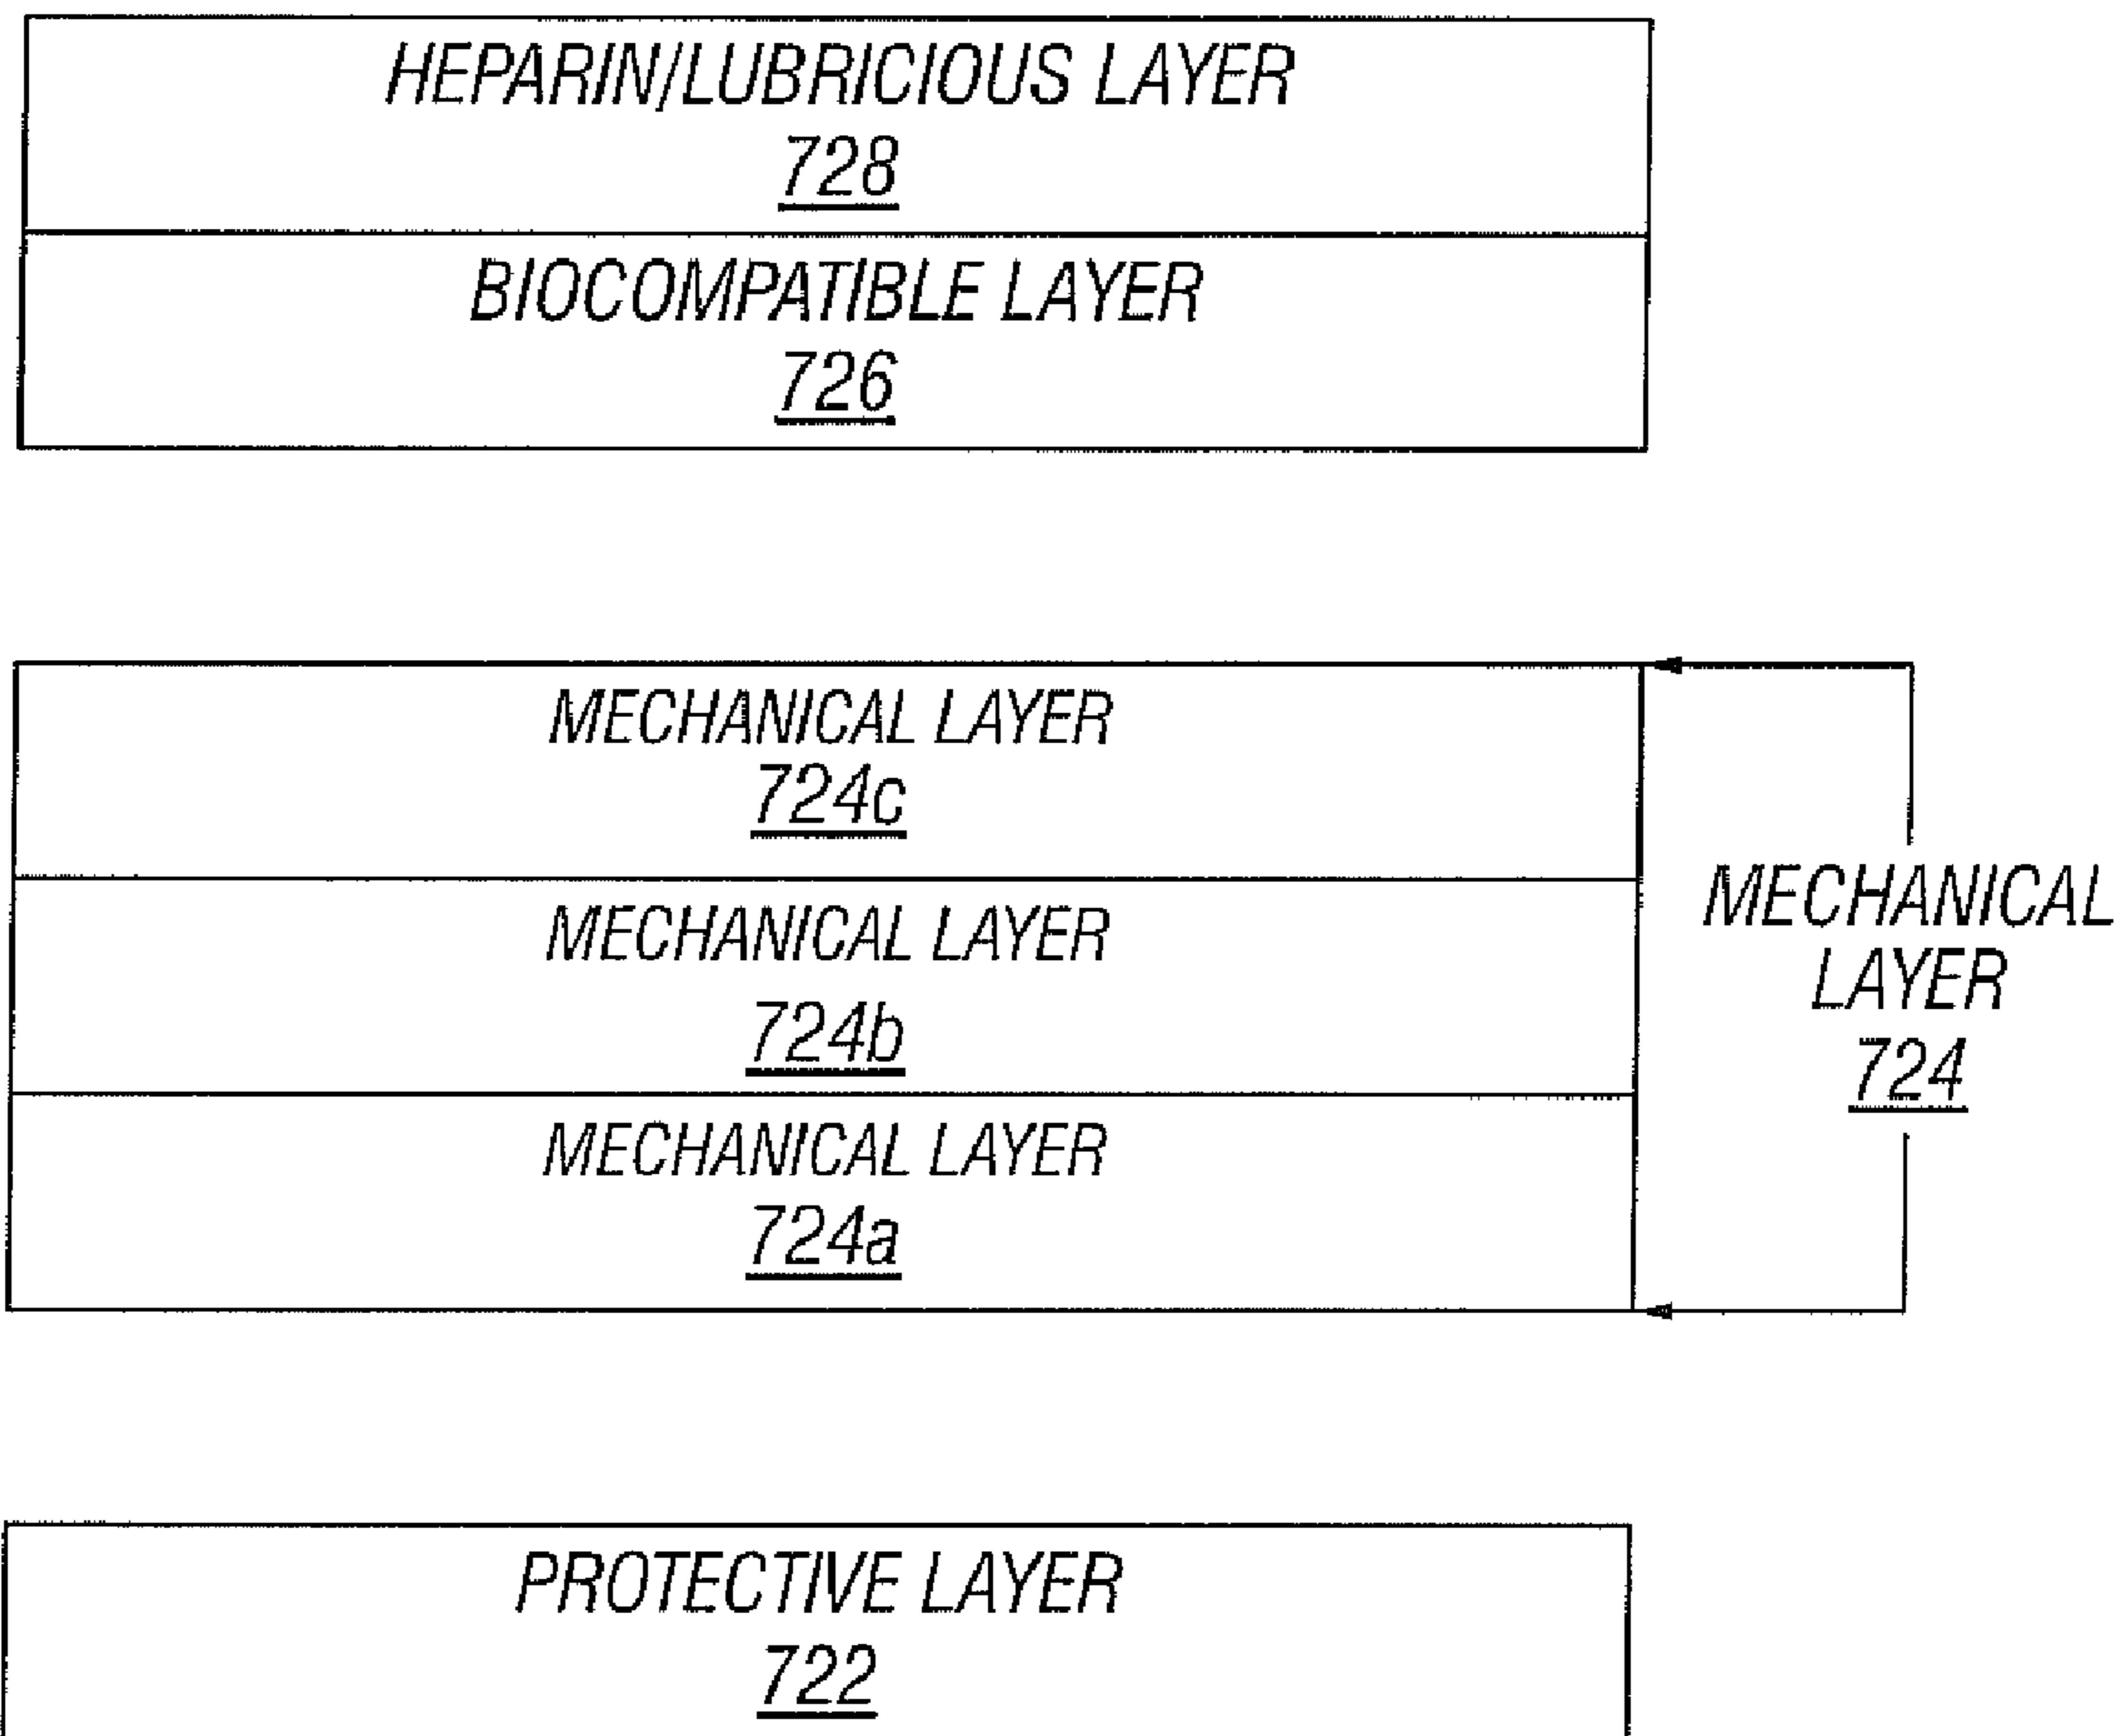 HEPARIN/LUBRICIOUS LAYER
728
BIOCOMPATIBLE LAYER
726
MECHANICAL LAYER
724c
MECHANICAL LAYER
724b
MECHANICAL LAYER
724a
MECHANICAL
LAYER
724
PROTECTIVE LAYER
722